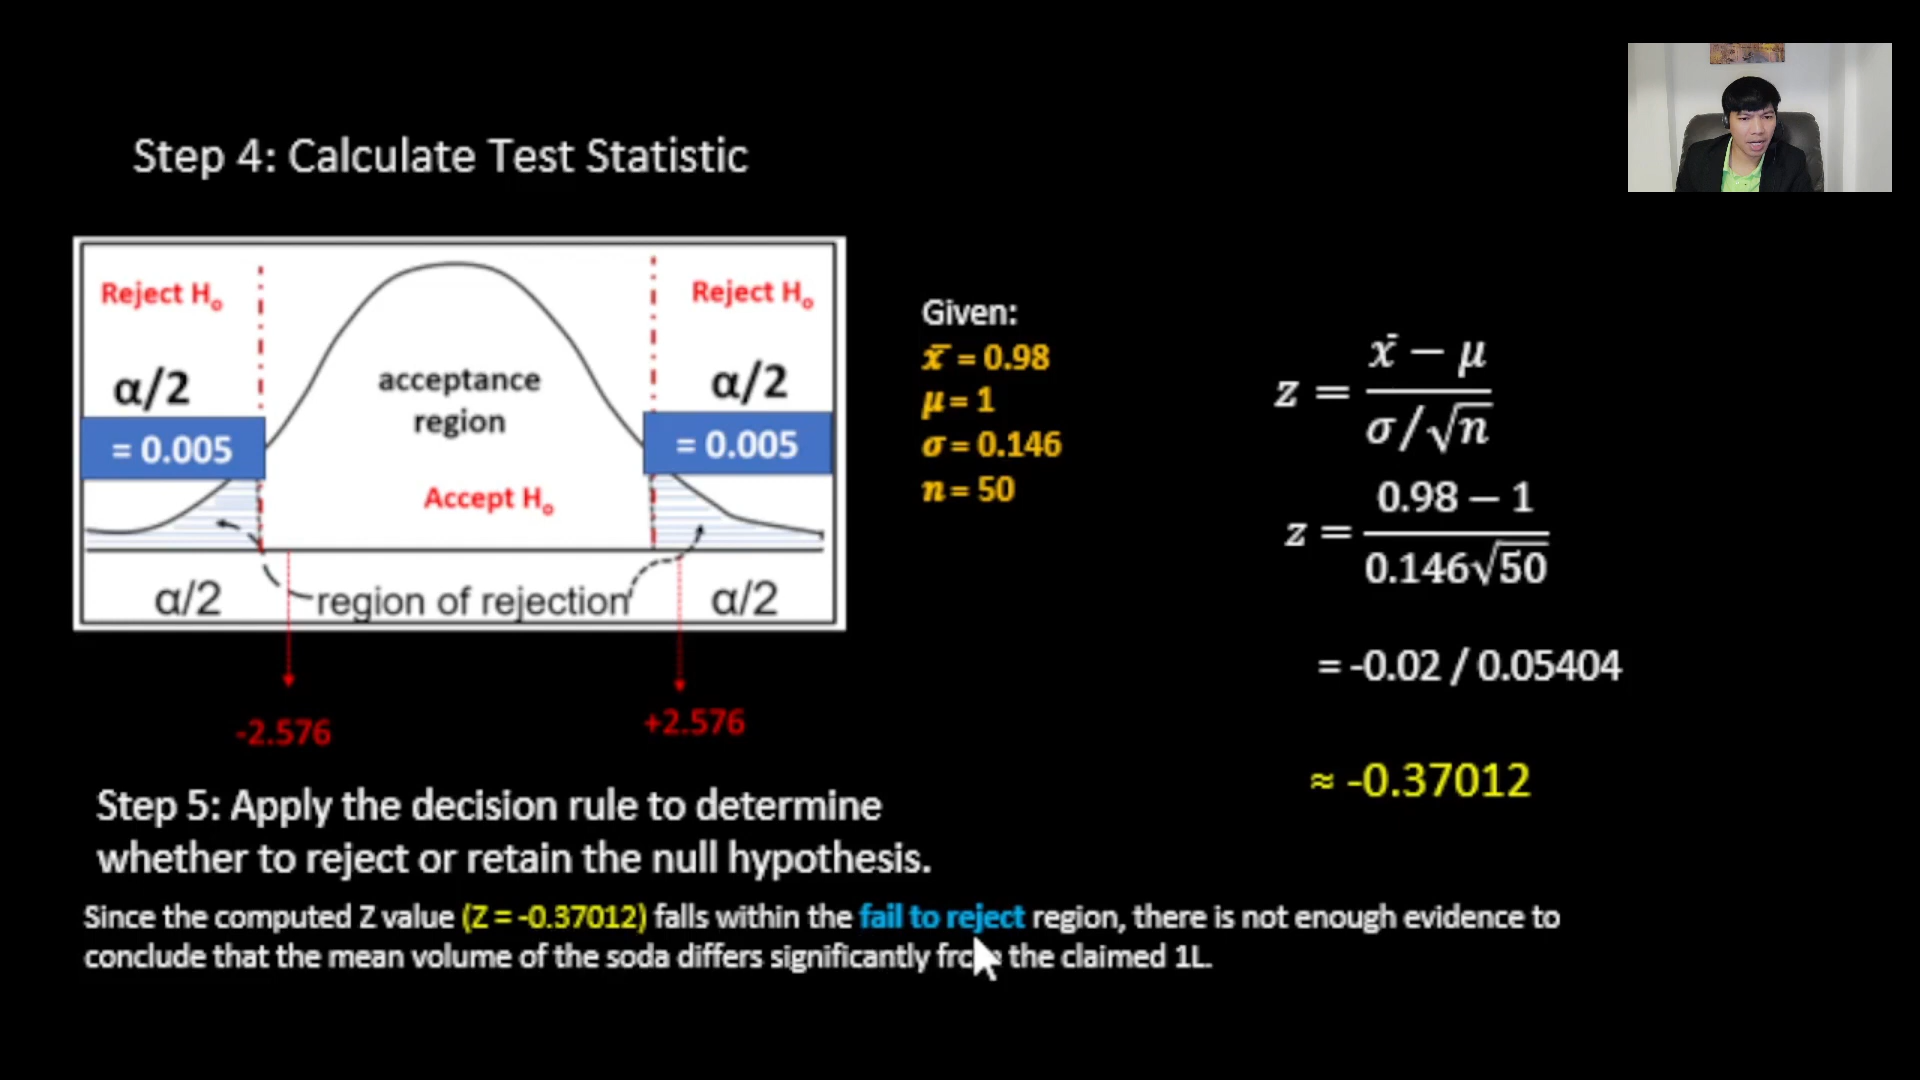 Step 4: Calculate Test Statistic
Reject Hₒ
Reject Hₒ
α/2
α/2
acceptance
region
= 0.005
= 0.005
Accept Hₒ
α/2
region of rejection
α/2
-2.576
+2.576
Given:
x̄ = 0.98
μ = 1
σ = 0.146
n = 50
z = (x̄ − μ) / (σ/√n)
z = (0.98 − 1) / (0.146√50)
= -0.02 / 0.05404
≈ -0.37012
Step 5: Apply the decision rule to determine
whether to reject or retain the null hypothesis.
Since the computed Z value (Z = -0.37012) falls within the fail to reject region, there is not enough evidence to
conclude that the mean volume of the soda differs significantly from the claimed 1L.